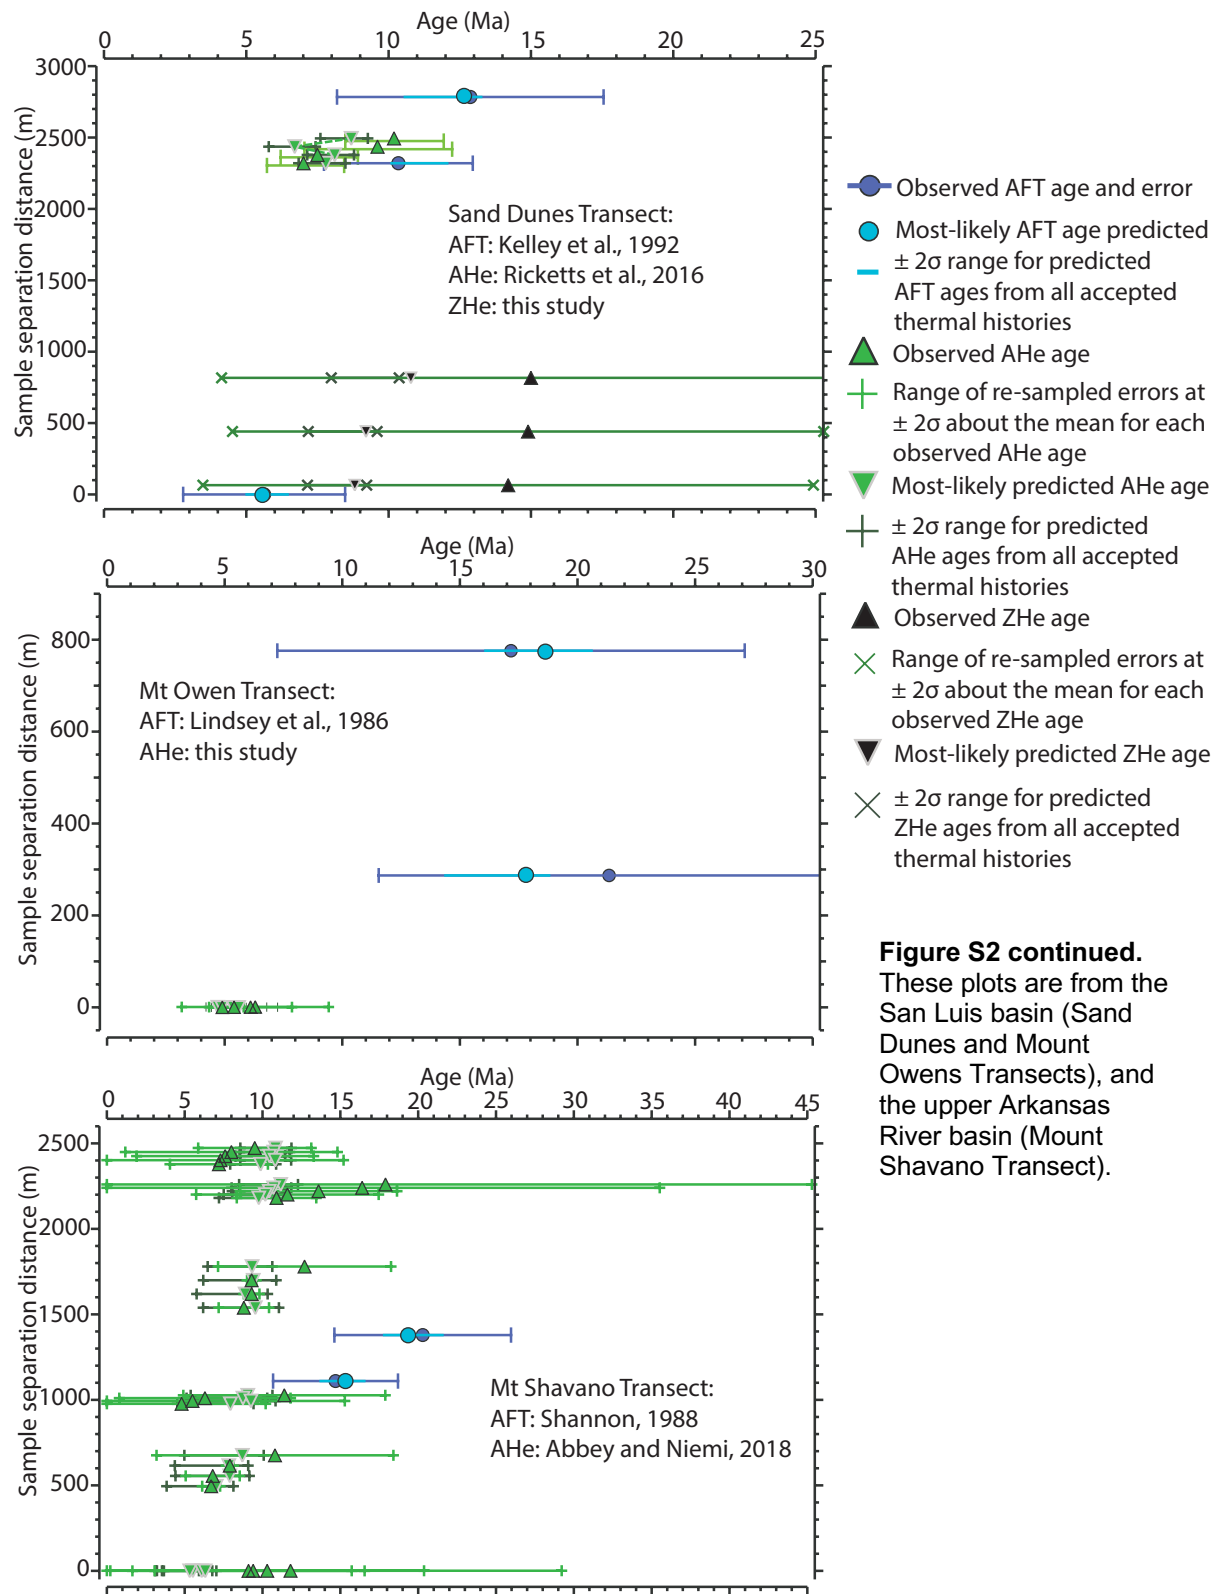 Age (Ma)
0 5 10 15 20 25
3000
2500
2000
1500
1000
500
0
Sample separation distance (m)
Sand Dunes Transect:
AFT: Kelley et al., 1992
AHe: Ricketts et al., 2016
ZHe: this study
Age (Ma)
0 5 10 15 20 25 30
800
600
400
200
0
Sample separation distance (m)
Mt Owen Transect:
AFT: Lindsey et al., 1986
AHe: this study
Age (Ma)
0 5 10 15 20 25 30 35 40 45
2500
2000
1500
1000
500
0
Sample separation distance (m)
Mt Shavano Transect:
AFT: Shannon, 1988
AHe: Abbey and Niemi, 2018
Observed AFT age and error
Most-likely AFT age predicted
± 2σ range for predicted
AFT ages from all accepted
thermal histories
Observed AHe age
Range of re-sampled errors at
± 2σ about the mean for each
observed AHe age
Most-likely predicted AHe age
± 2σ range for predicted
AHe ages from all accepted
thermal histories
Observed ZHe age
Range of re-sampled errors at
± 2σ about the mean for each
observed ZHe age
Most-likely predicted ZHe age
± 2σ range for predicted
ZHe ages from all accepted
thermal histories
Figure S2 continued.
These plots are from the
San Luis basin (Sand
Dunes and Mount
Owens Transects), and
the upper Arkansas
River basin (Mount
Shavano Transect).